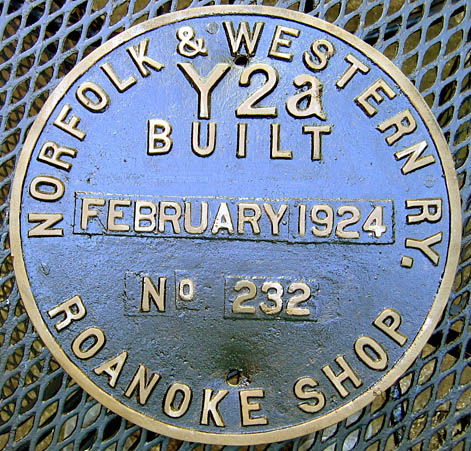 NORFOLK & WESTERN RY.
Y2a
BUILT
FEBRUARY 1924
No 232
ROANOKE SHOP